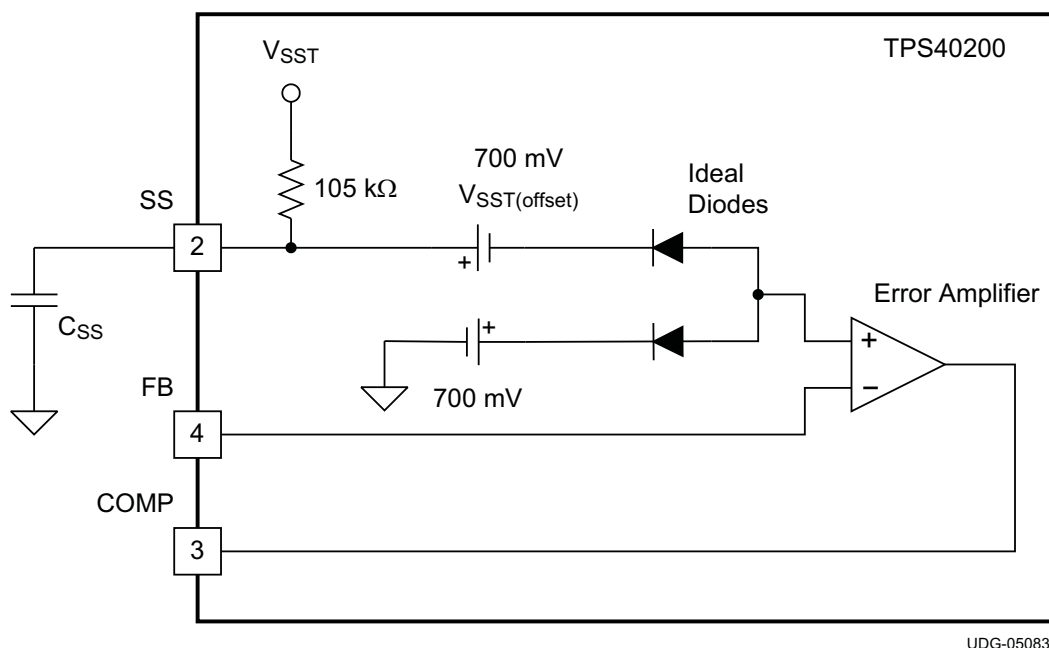 TPS40200
VSST
700 mV
VSST(offset)
Ideal
Diodes
105 kΩ
SS
2
+
CSS
+
Error Amplifier
+
−
700 mV
FB
4
COMP
3
UDG-05083